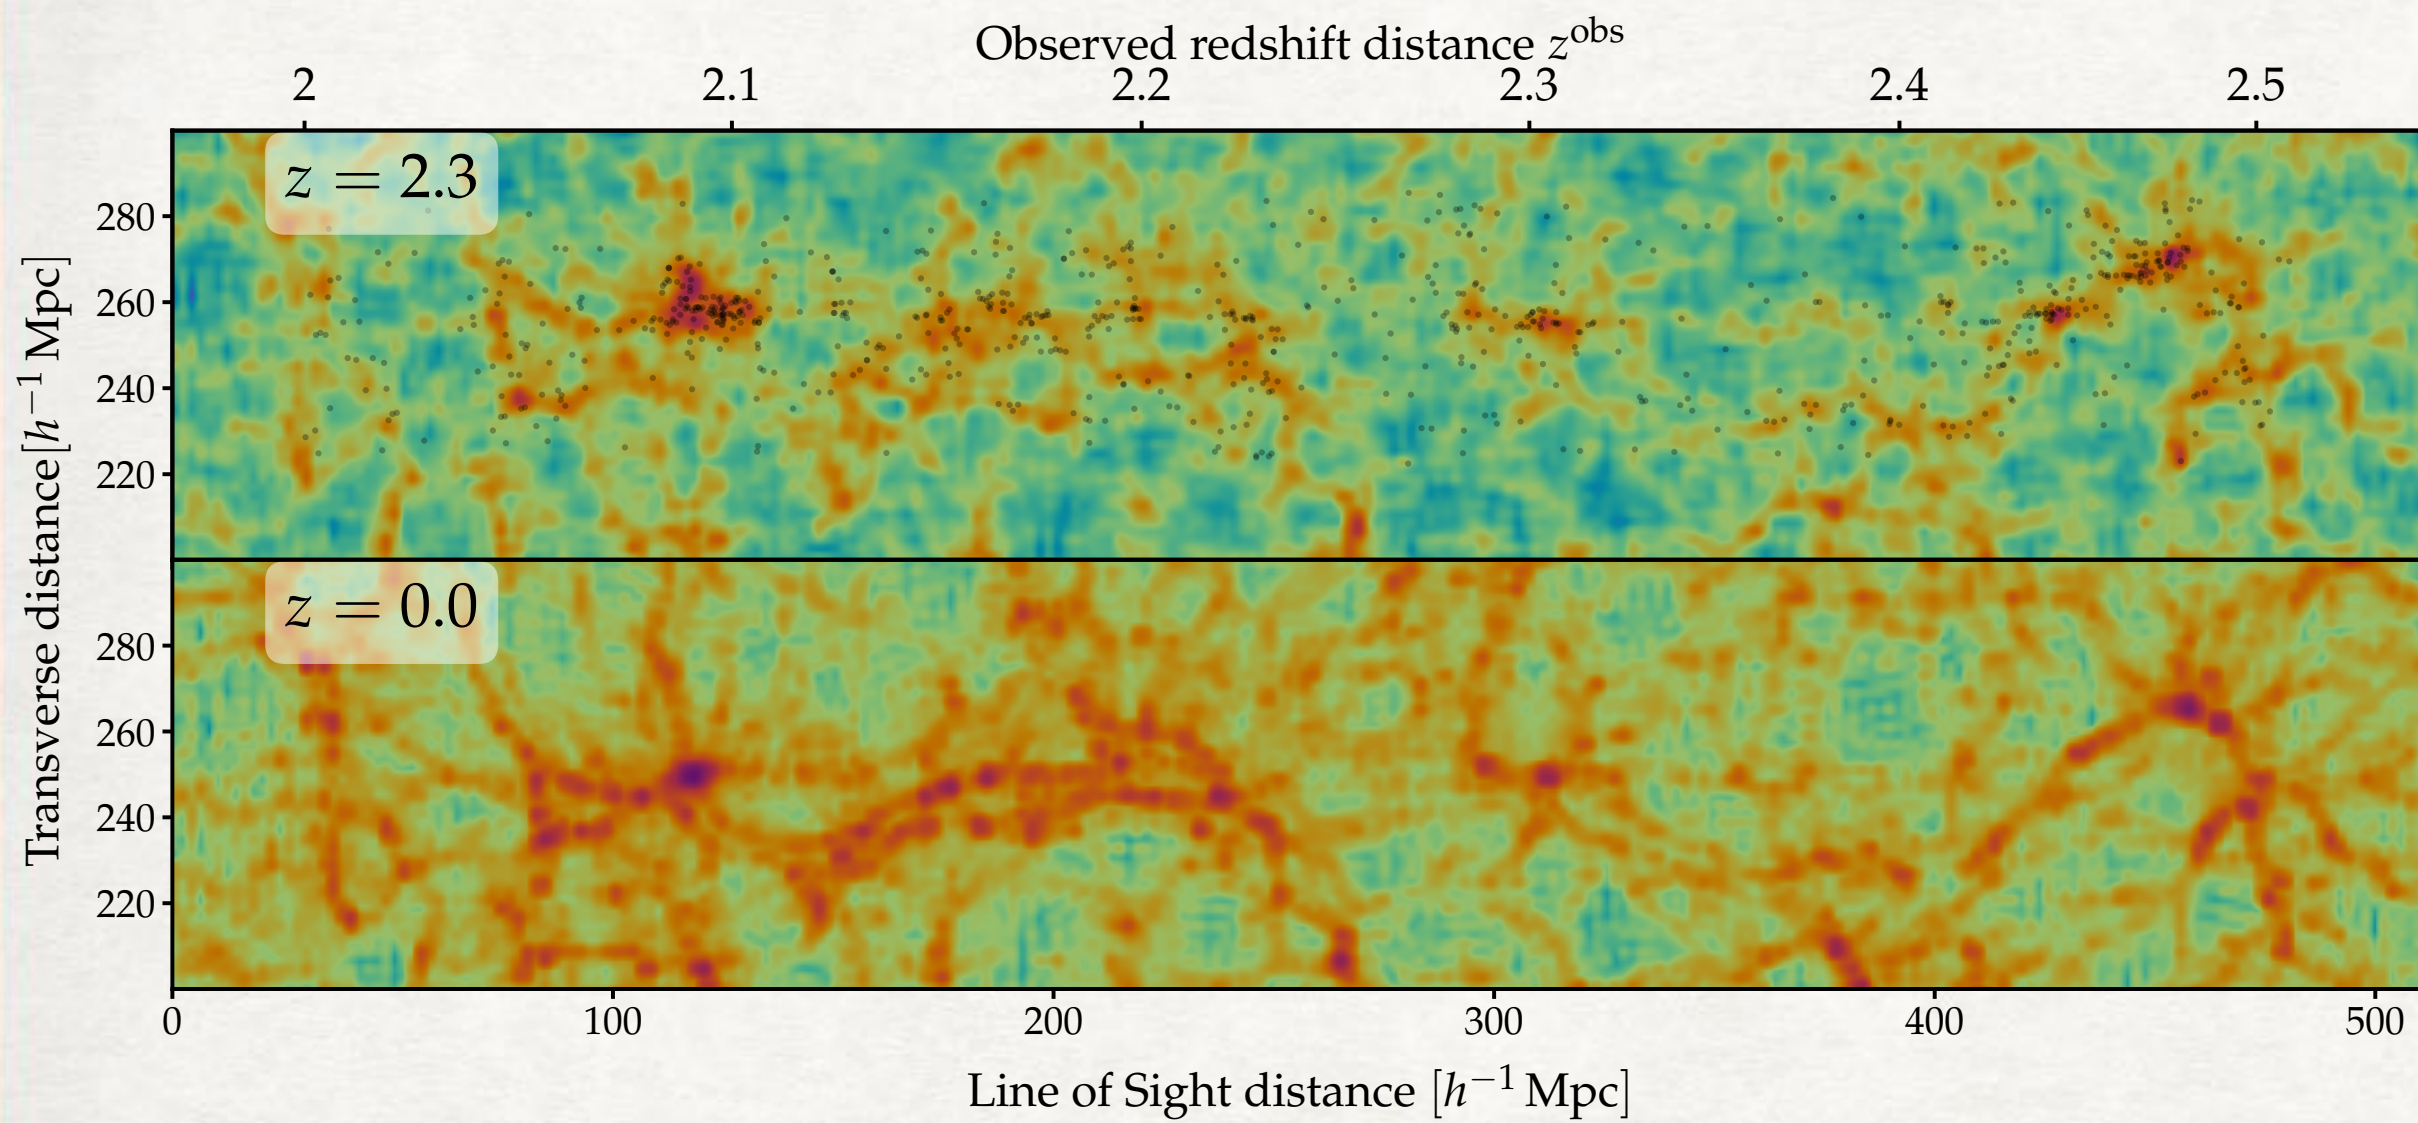 Observed redshift distance z^obs
2 2.1 2.2 2.3 2.4 2.5
z = 2.3
280
260
240
220
Transverse distance[h⁻¹ Mpc]
z = 0.0
280
260
240
220
0 100 200 300 400 500
Line of Sight distance [h⁻¹ Mpc]